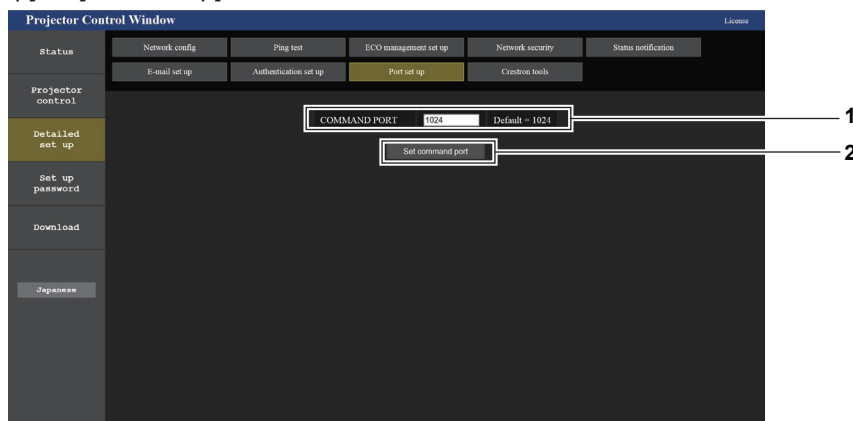 Projector Control Window License
Status
Network config Ping test ECO management set up Network security Status notification
E-mail set up Authentication set up Port set up Crestron tools
Projector
control
COMMAND PORT 1024 Default = 1024 1
Detailed
set up
Set command port 2
Set up
password
Download
Japanese